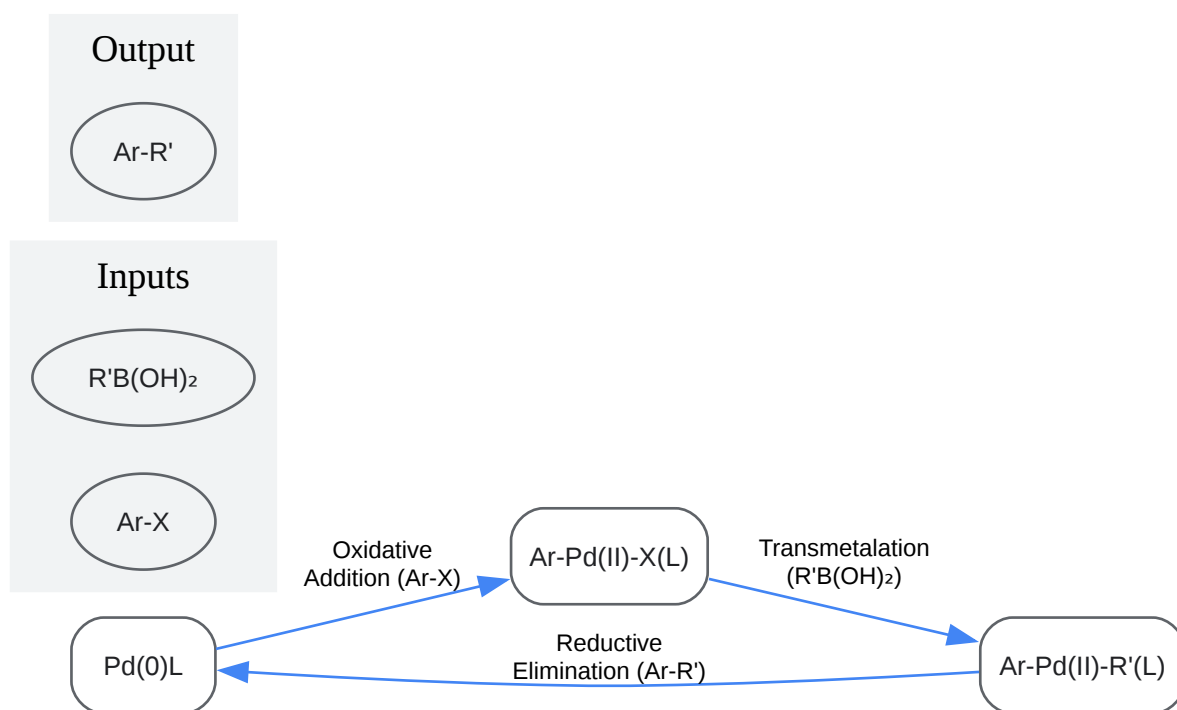 Output
Ar-R'
Inputs
R'B(OH)₂
Ar-X
Oxidative
Addition (Ar-X)
Ar-Pd(II)-X(L)
Transmetalation
(R'B(OH)₂)
Pd(0)L
Reductive
Elimination (Ar-R')
Ar-Pd(II)-R'(L)